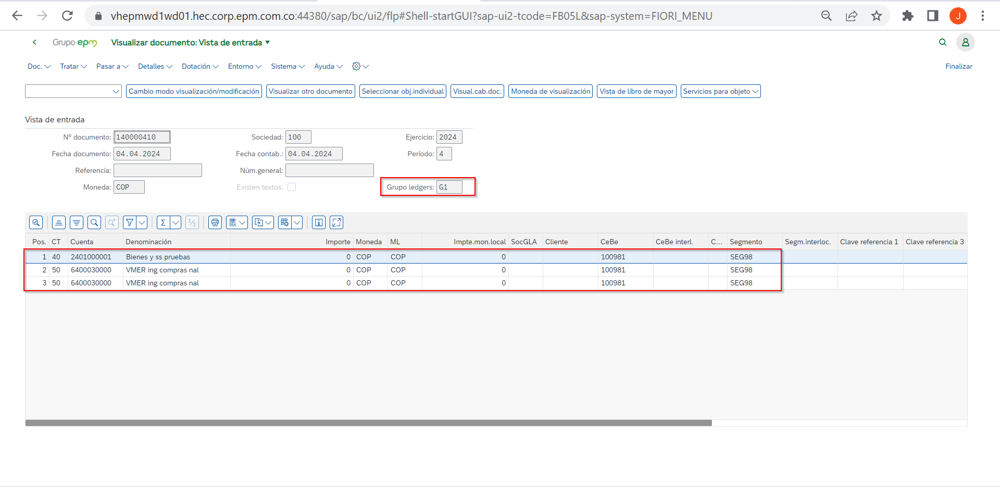 vhepmwd1wd01.hec.corp.epm.com.co:44380/sap/bc/ui2/flp#Shell-startGUI?sap-ui2-tcode=FB05L&sap-system=FIORI_MENU
J
Grupo·epm Visualizar documento: Vista de entrada
Doc. Tratar Pasar a Detalles Dotación Entorno Sistema Ayuda Finalizar
Cambio modo visualización/modificación Visualizar otro documento Seleccionar obj.individual Visual.cab.doc. Moneda de visualización Vista de libro de mayor Servicios para objeto
Vista de entrada
Nº documento: 140000410 Sociedad: 100 Ejercicio: 2024
Fecha documento: 04.04.2024 Fecha contab.: 04.04.2024 Período: 4
Referencia: Núm.general:
Moneda: COP Existen textos: Grupo ledgers: G1
Pos. CT Cuenta Denominación Importe Moneda ML Impte.mon.local SocGLA Cliente CeBe CeBe interl. C... Segmento Segm.interloc. Clave referencia 1 Clave referencia 3
1 40 2401000001 Bienes y ss pruebas 0 COP COP 0 100981 SEG98
2 50 6400030000 VMER ing compras nal 0 COP COP 0 100981 SEG98
3 50 6400030000 VMER ing compras nal 0 COP COP 0 100981 SEG98